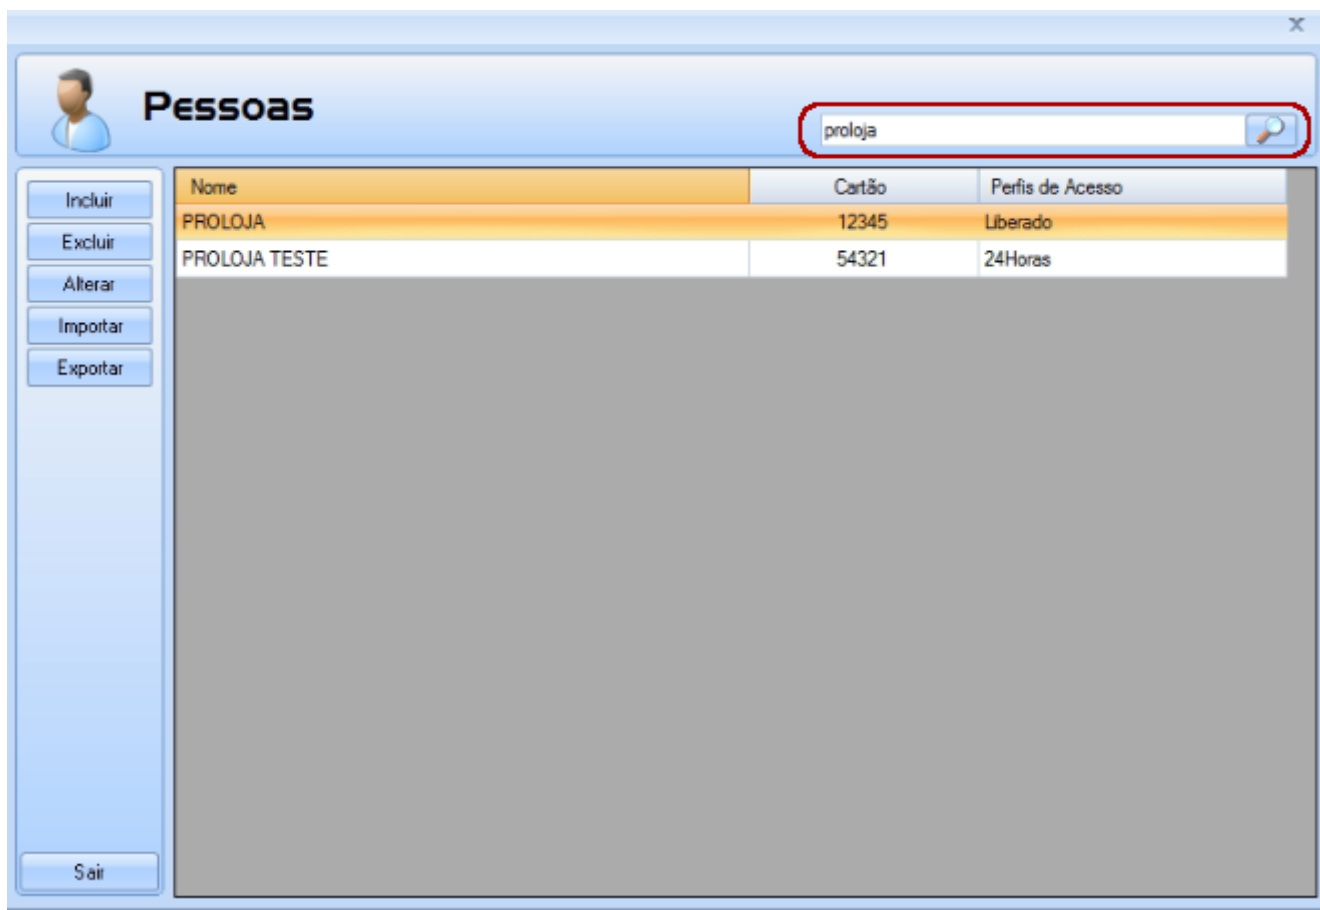 x
Pessoas
proloja
Incluir
Excluir
Alterar
Importar
Exportar
Sair
Nome Cartão Perfis de Acesso
PROLOJA 12345 Liberado
PROLOJA TESTE 54321 24Horas